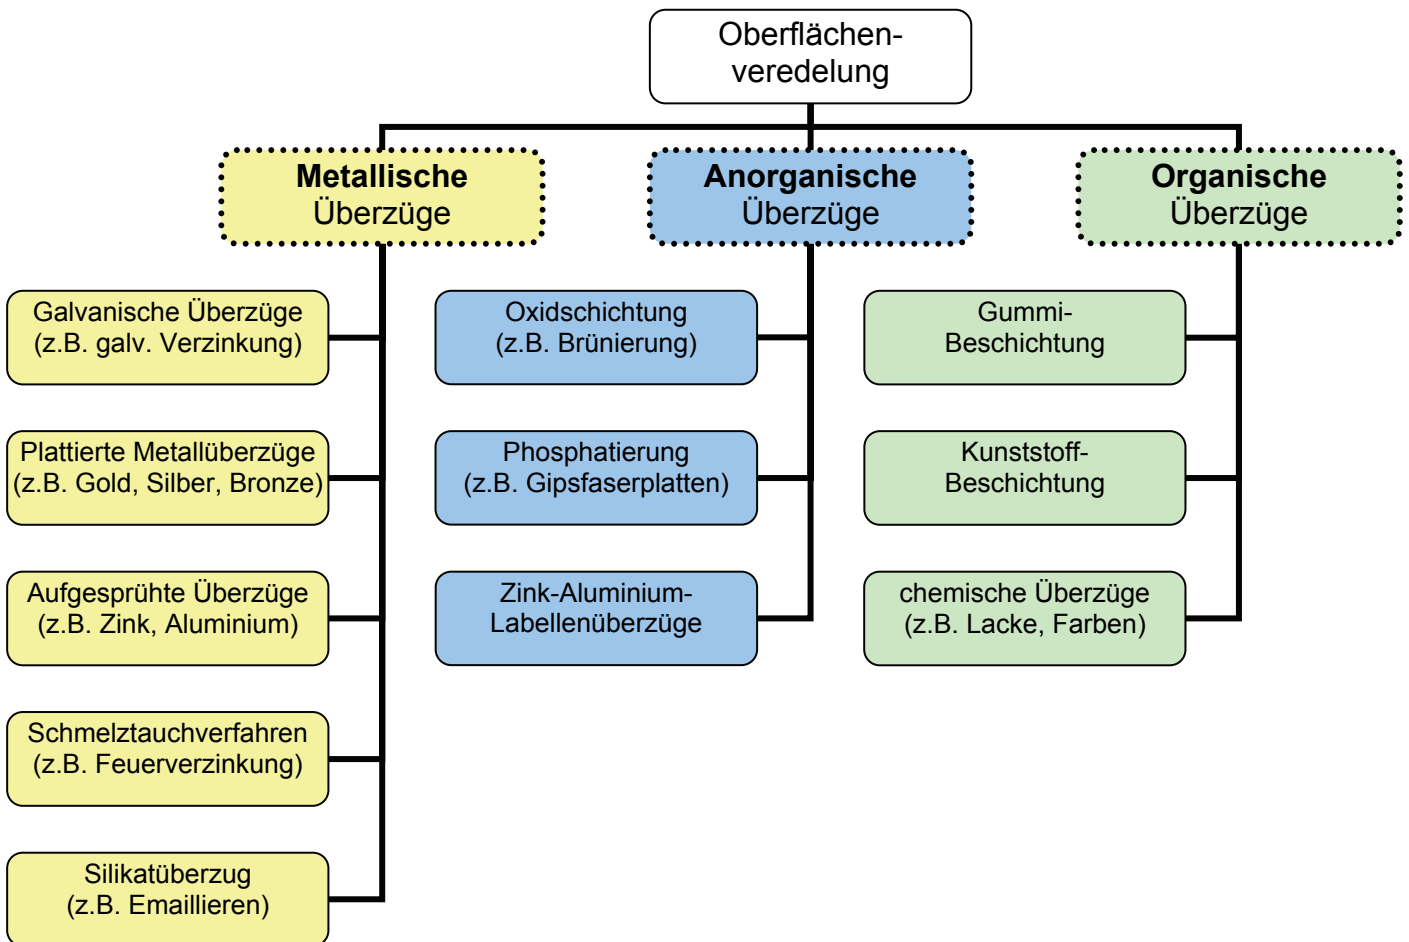 Oberflächen-
veredelung
Metallische
Überzüge
Anorganische
Überzüge
Organische
Überzüge
Galvanische Überzüge
(z.B. galv. Verzinkung)
Plattierte Metallüberzüge
(z.B. Gold, Silber, Bronze)
Aufgesprühte Überzüge
(z.B. Zink, Aluminium)
Schmelztauchverfahren
(z.B. Feuerverzinkung)
Silikatüberzug
(z.B. Emaillieren)
Oxidschichtung
(z.B. Brünierung)
Phosphatierung
(z.B. Gipsfaserplatten)
Zink-Aluminium-
Labellenüberzüge
Gummi-
Beschichtung
Kunststoff-
Beschichtung
chemische Überzüge
(z.B. Lacke, Farben)